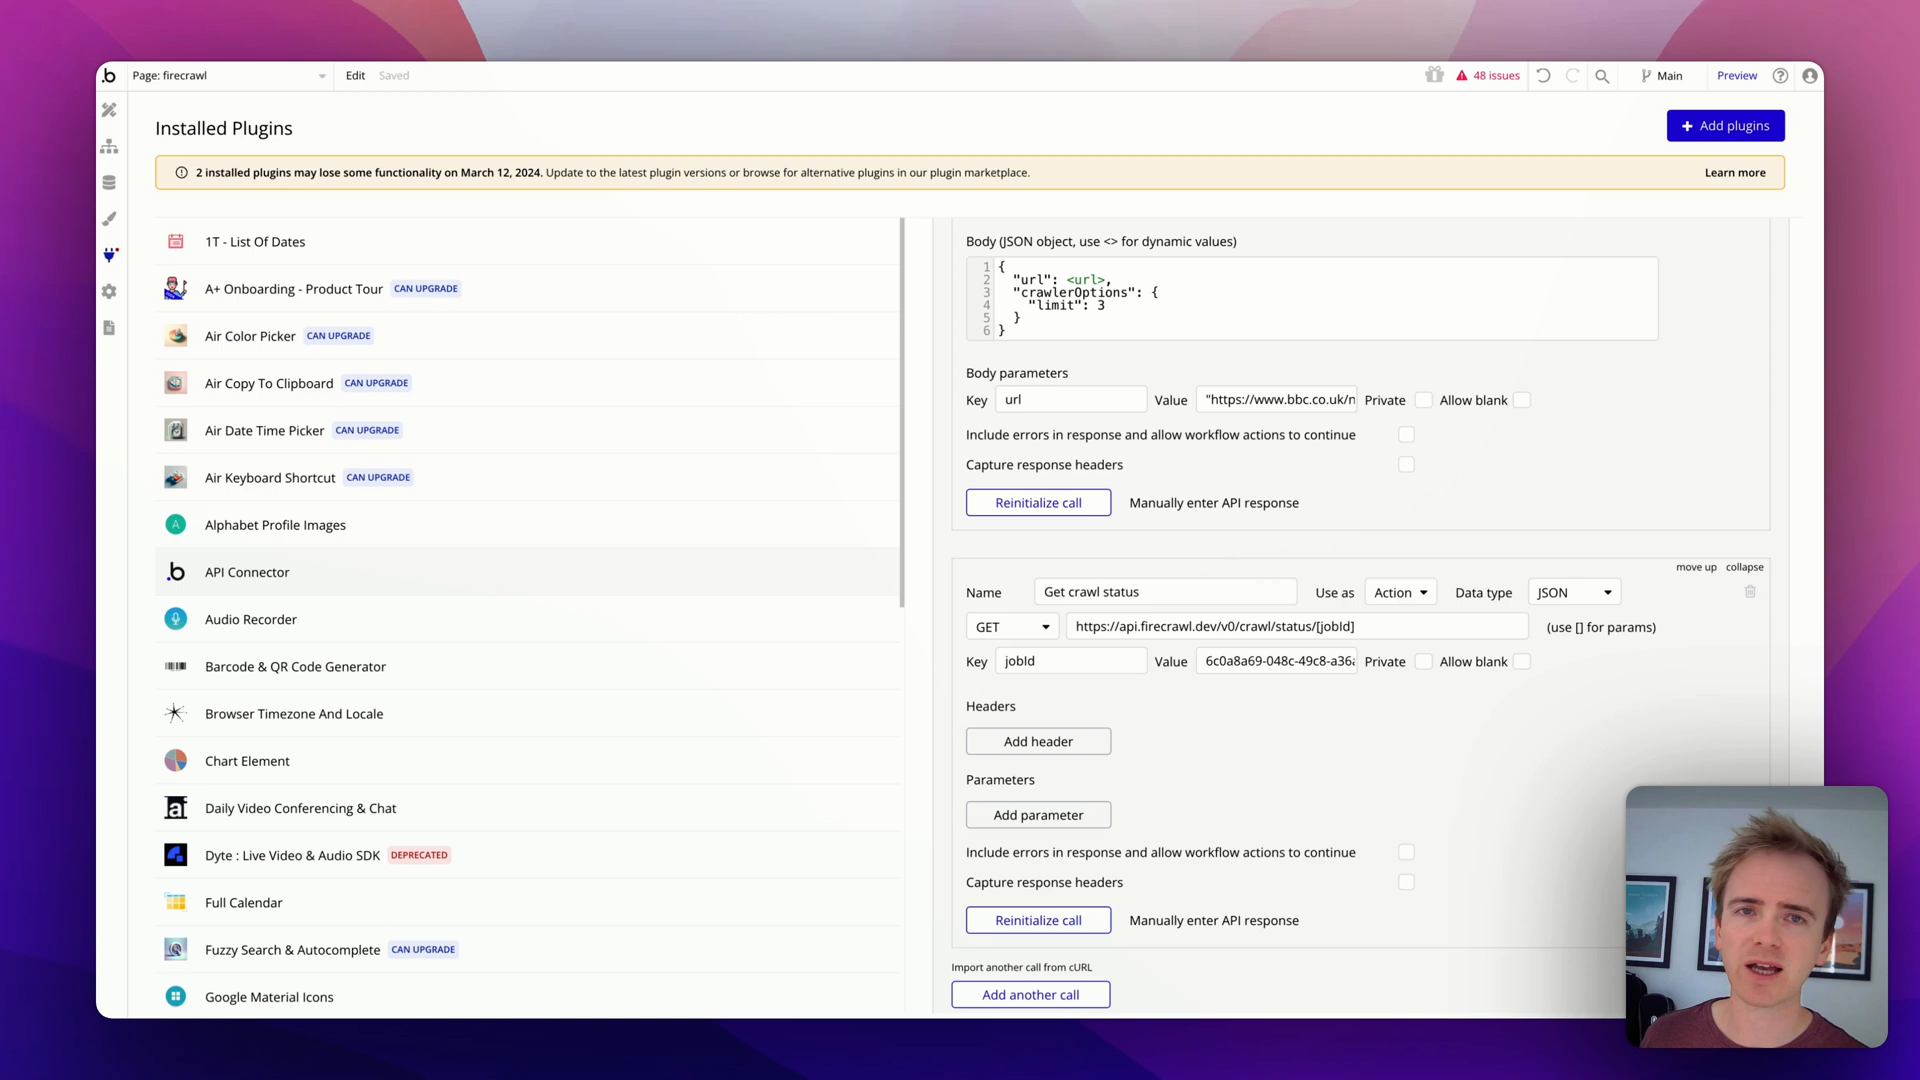 .b Page: firecrawl Edit Saved 48 issues Main Preview
Installed Plugins
+ Add plugins
2 installed plugins may lose some functionality on March 12, 2024. Update to the latest plugin versions or browse for alternative plugins in our plugin marketplace. Learn more
1T - List Of Dates
A+ Onboarding - Product Tour CAN UPGRADE
Air Color Picker CAN UPGRADE
Air Copy To Clipboard CAN UPGRADE
Air Date Time Picker CAN UPGRADE
Air Keyboard Shortcut CAN UPGRADE
A Alphabet Profile Images
.b API Connector
Audio Recorder
Barcode & QR Code Generator
Browser Timezone And Locale
Chart Element
a Daily Video Conferencing & Chat
Dyte : Live Video & Audio SDK DEPRECATED
Full Calendar
Fuzzy Search & Autocomplete CAN UPGRADE
Google Material Icons
Body (JSON object, use <> for dynamic values)
1 {
2 "url": <url>,
3 "crawlerOptions": {
4 "limit": 3
5 }
6 }
Body parameters
Key url Value "https://www.bbc.co.uk/n Private Allow blank
Include errors in response and allow workflow actions to continue
Capture response headers
Reinitialize call Manually enter API response
move up collapse
Name Get crawl status Use as Action Data type JSON
GET https://api.firecrawl.dev/v0/crawl/status/[jobId] (use [] for params)
Key jobId Value 6c0a8a69-048c-49c8-a36a Private Allow blank
Headers
Add header
Parameters
Add parameter
Include errors in response and allow workflow actions to continue
Capture response headers
Reinitialize call Manually enter API response
Import another call from cURL
Add another call